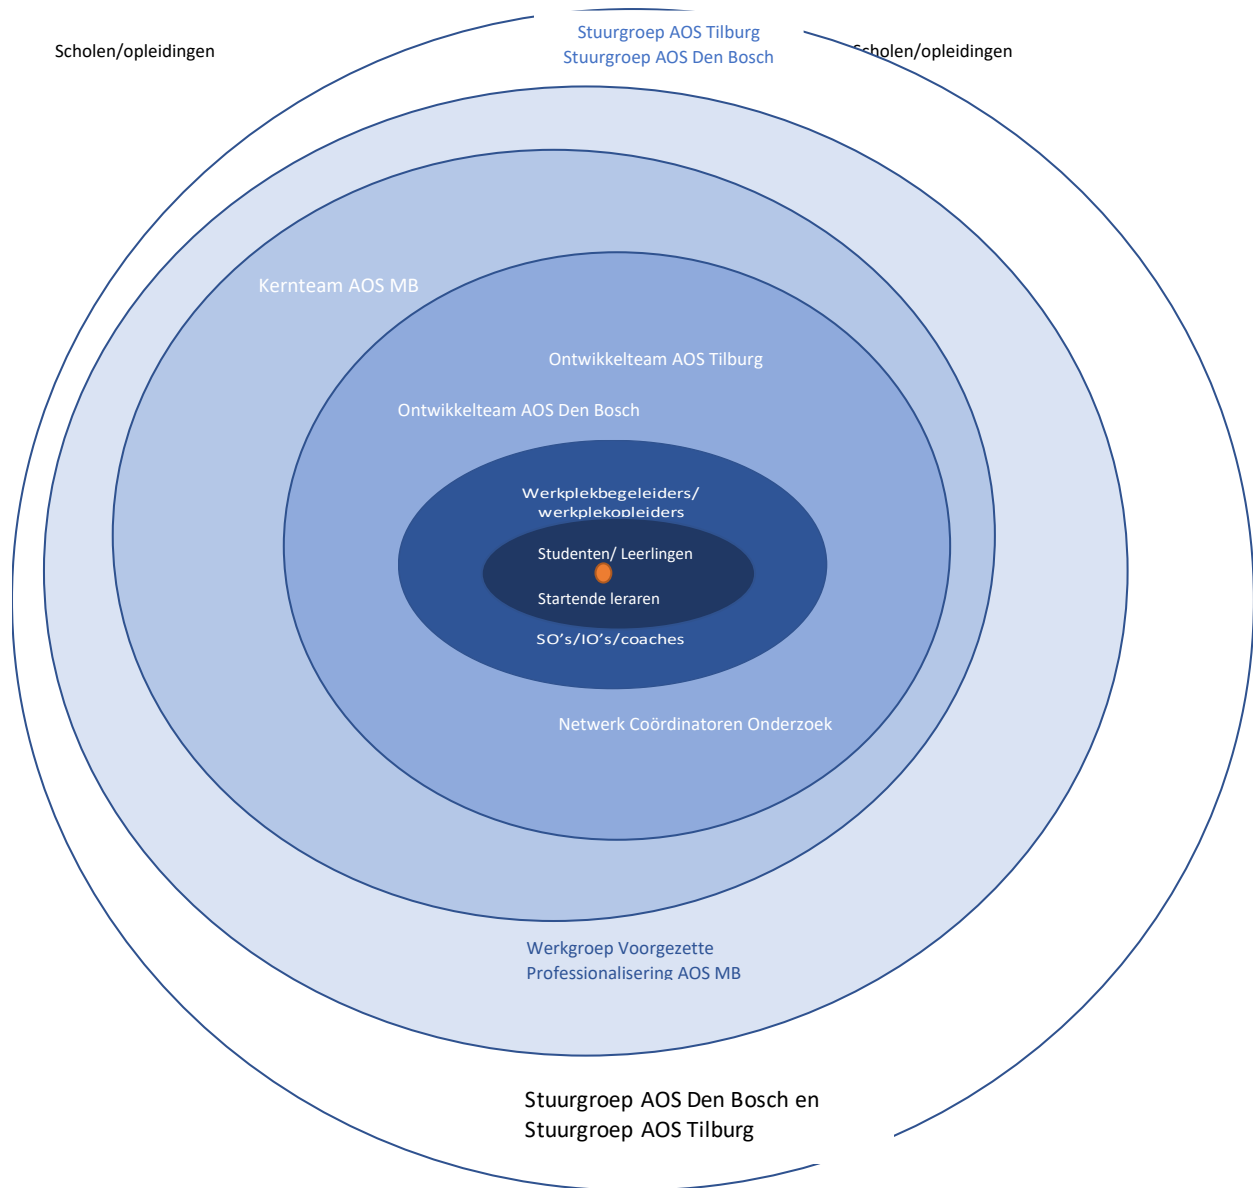 Stuurgroep AOS Tilburg
Scholen/opleidingen
Scholen/opleidingen
Stuurgroep AOS Den Bosch
Kernteam AOS MB
Ontwikkelteam AOS Tilburg
Ontwikkelteam AOS Den Bosch
Werkplekbegeleiders/
werkplekopleiders
Studenten/ Leerlingen
Startende leraren
SO's/IO's/coaches
Netwerk Coördinatoren Onderzoek
Werkgroep Voorgezette
Professionalisering AOS MB
Stuurgroep AOS Den Bosch en
Stuurgroep AOS Tilburg